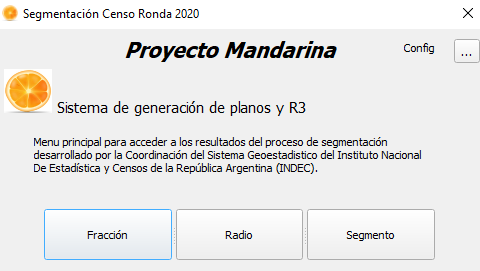 Segmentación Censo Ronda 2020
Proyecto Mandarina
Config
...
Sistema de generación de planos y R3
Menu principal para acceder a los resultados del proceso de segmentación
desarrollado por la Coordinación del Sistema Geoestadistico del Instituto Nacional
De Estadística y Censos de la República Argentina (INDEC).
Fracción
Radio
Segmento